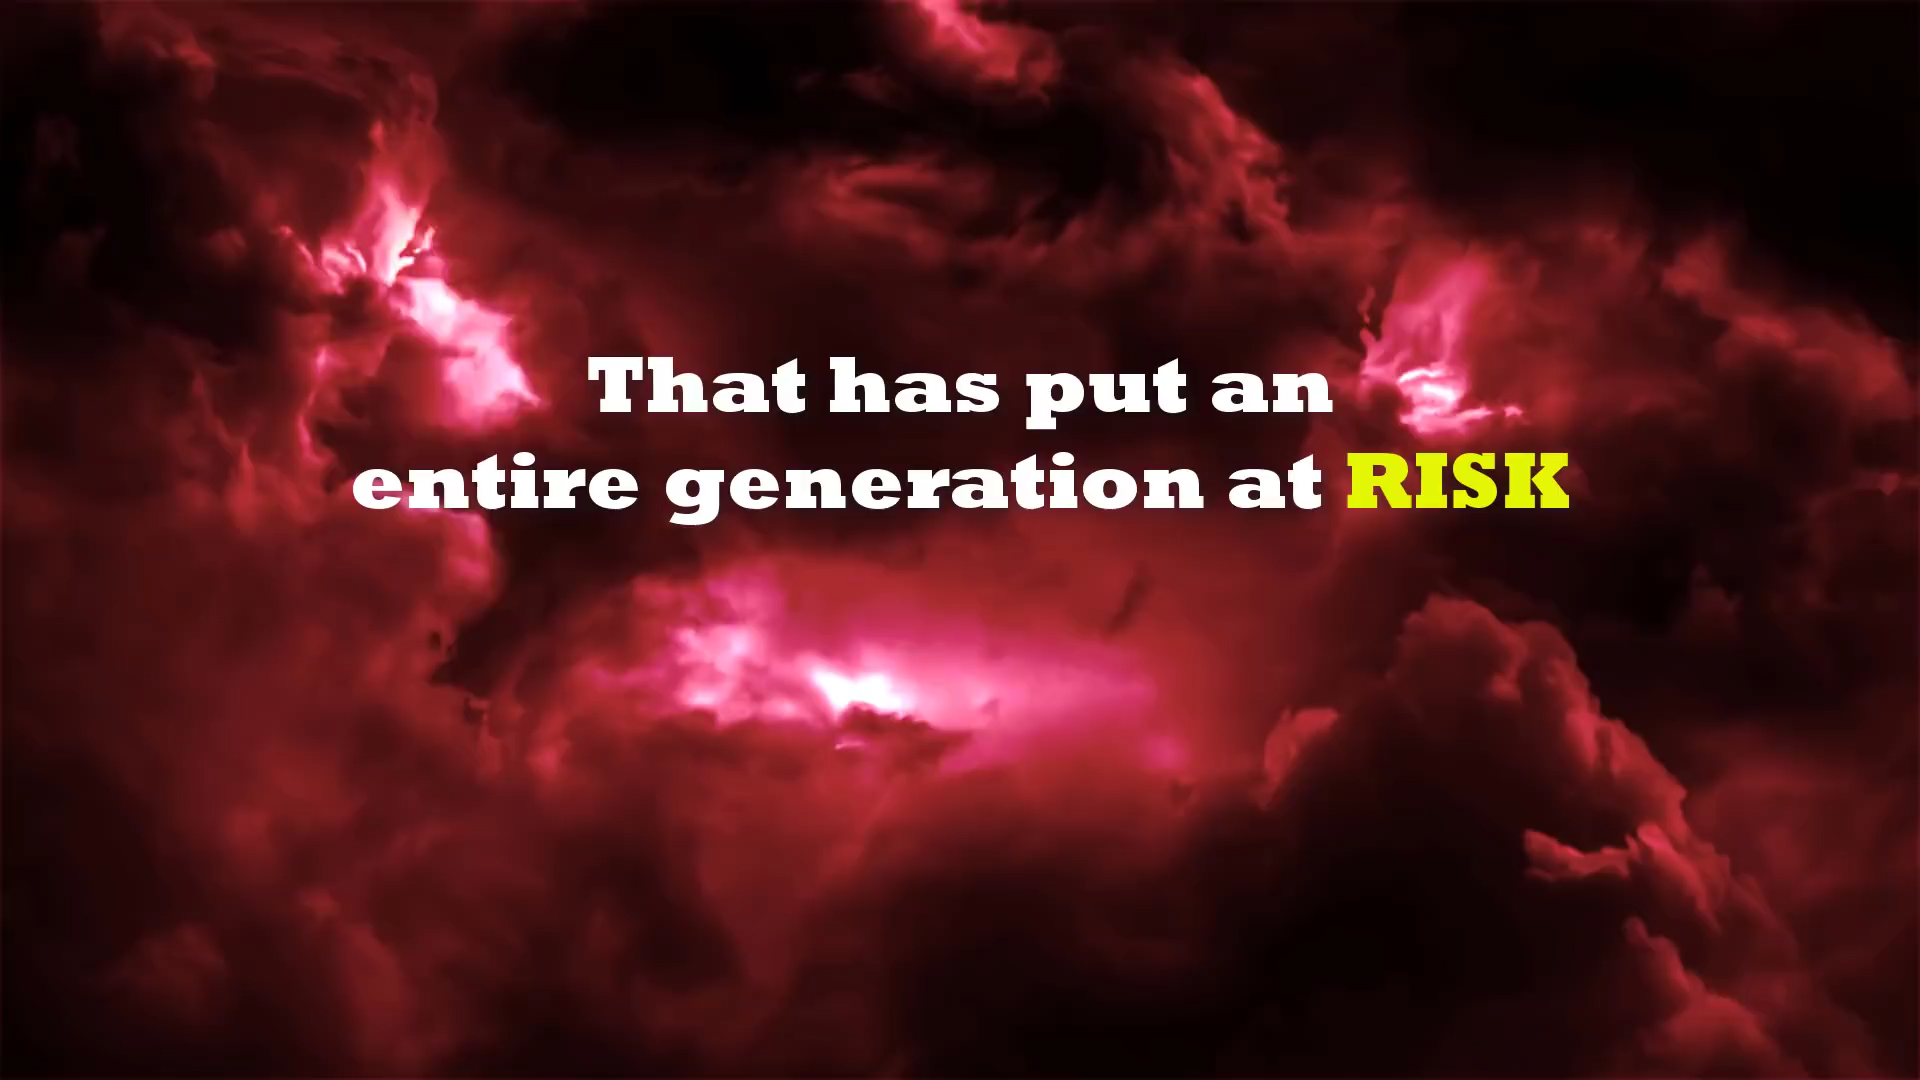 That has put an
entire generation at RISK